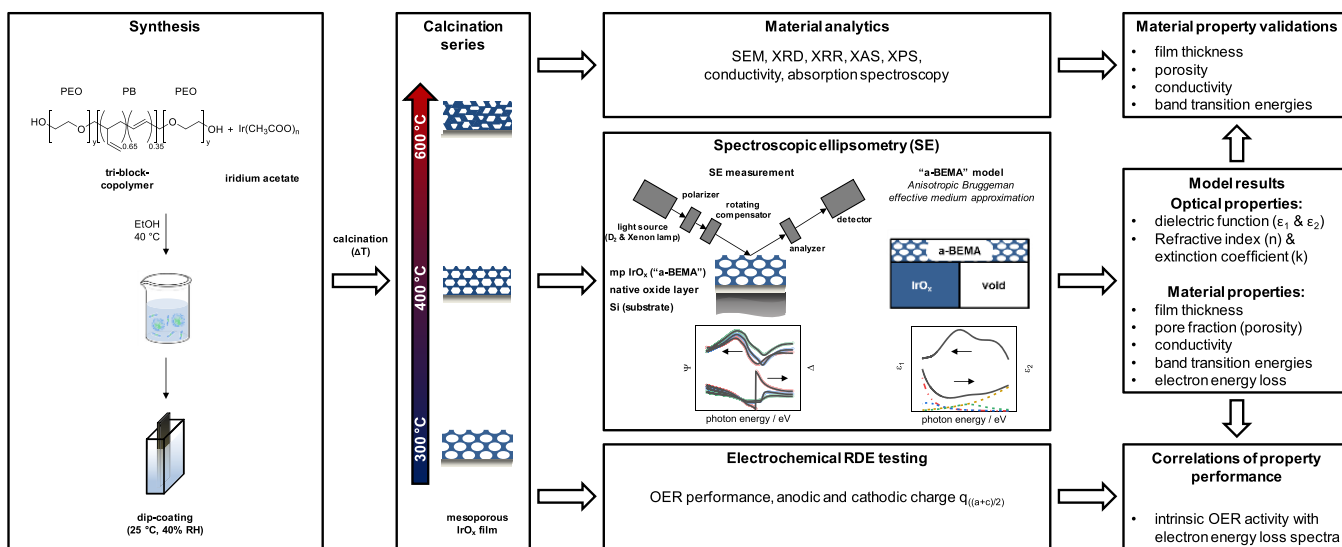 Synthesis
PEO
PB
PEO
HO
O
y
0.65
0.35
O
y
OH
+ Ir(CH3COO)n
tri-block-
copolymer
iridium acetate
EtOH
40 °C
dip-coating
(25 °C, 40% RH)
calcination
(ΔT)
Calcination
series
600 °C
400 °C
300 °C
mesoporous
IrOx film
Material analytics
SEM, XRD, XRR, XAS, XPS,
conductivity, absorption spectroscopy
Spectroscopic ellipsometry (SE)
SE measurement
polarizer
rotating
compensator
light source
(D2 & Xenon lamp)
detector
analyzer
mp IrOx (“a-BEMA”)
native oxide layer
Si (substrate)
Ψ
Δ
photon energy / eV
“a-BEMA” model
Anisotropic Bruggeman
effective medium approximation
a-BEMA
IrOx
void
ε1
ε2
photon energy / eV
Electrochemical RDE testing
OER performance, anodic and cathodic charge q((a+c)/2)
Material property validations
• film thickness
• porosity
• conductivity
• band transition energies
Model results
Optical properties:
• dielectric function (ε1 & ε2)
• Refractive index (n) &
extinction coefficient (k)
Material properties:
• film thickness
• pore fraction (porosity)
• conductivity
• band transition energies
• electron energy loss
Correlations of property
performance
• intrinsic OER activity with
electron energy loss spectra